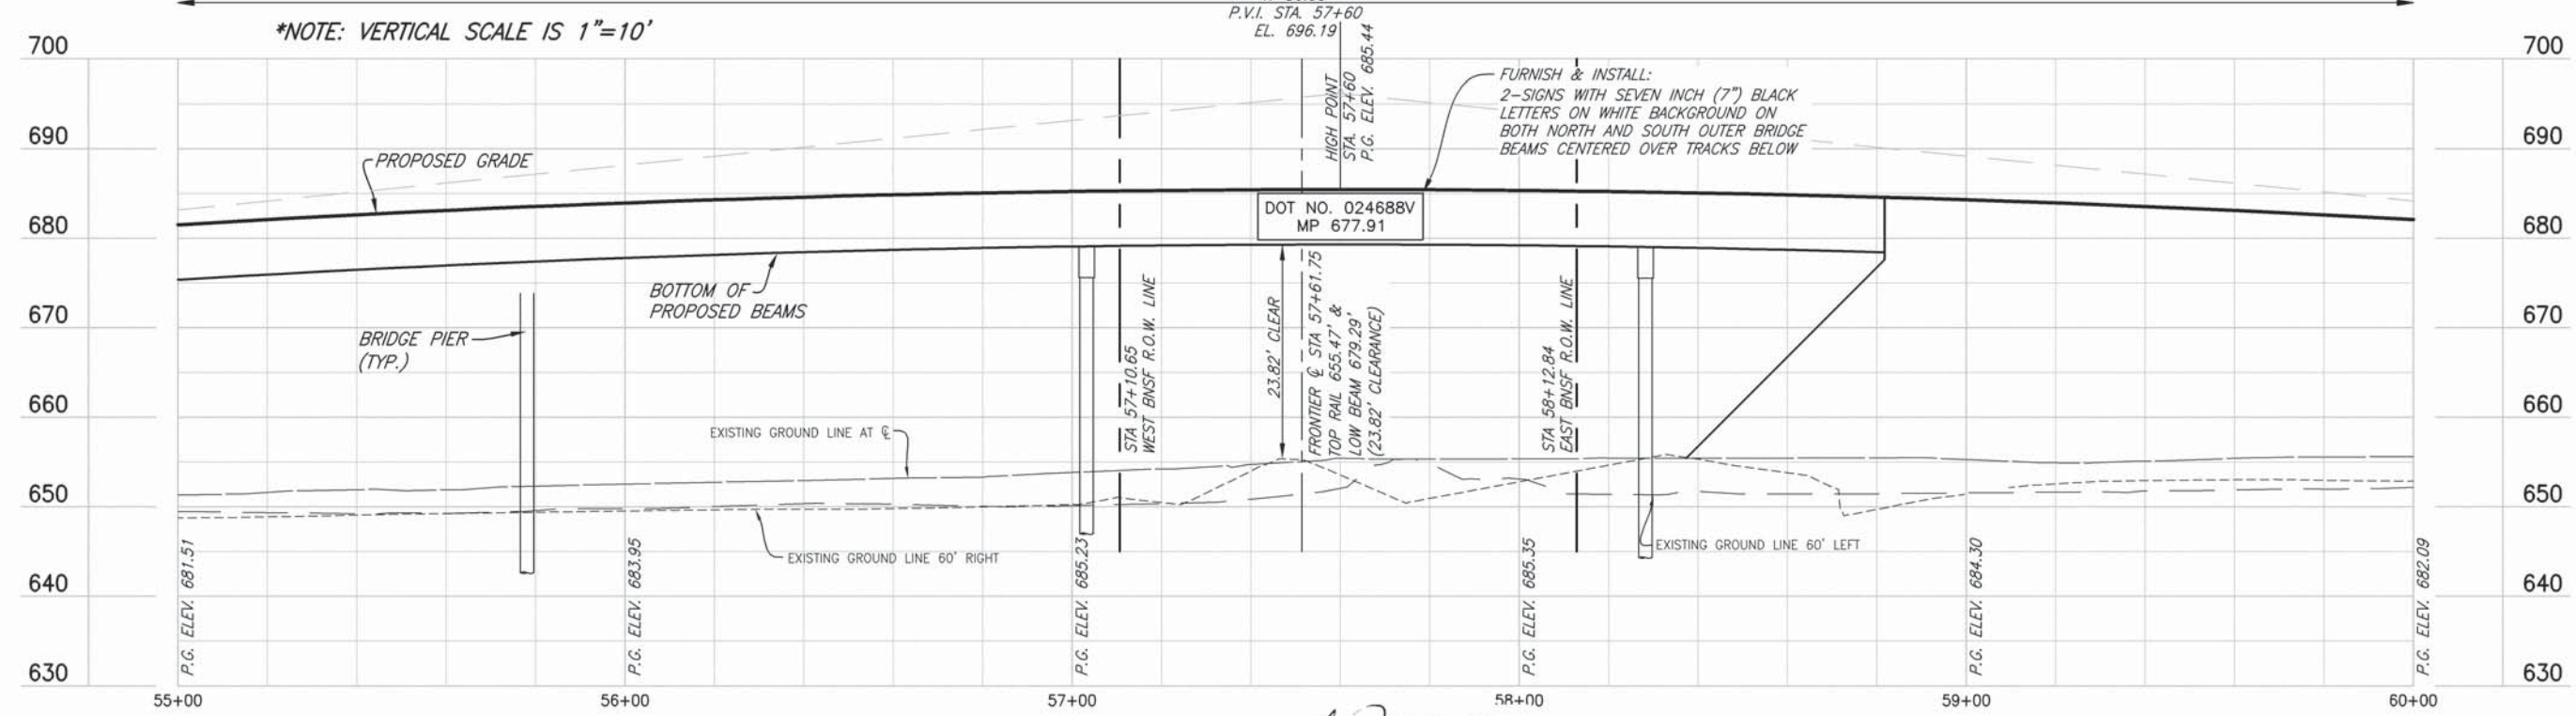 P.V.I. STA. 57+60
EL. 696.19
*NOTE: VERTICAL SCALE IS 1"=10'
700
690
680
670
660
650
640
630
700
690
680
670
660
650
640
630
HIGH POINT
STA. 57+60
P.G. ELEV. 685.44
FURNISH & INSTALL:
2-SIGNS WITH SEVEN INCH (7") BLACK
LETTERS ON WHITE BACKGROUND ON
BOTH NORTH AND SOUTH OUTER BRIDGE
BEAMS CENTERED OVER TRACKS BELOW
PROPOSED GRADE
DOT NO. 024688V
MP 677.91
BOTTOM OF
PROPOSED BEAMS
BRIDGE PIER
(TYP.)
STA 57+10.65
WEST BNSF R.O.W. LINE
23.82' CLEAR
FRONTIER ℄ STA 57+61.75
TOP RAIL 655.47' &
LOW BEAM 679.29'
(23.82' CLEARANCE)
STA 58+12.84
EAST BNSF R.O.W. LINE
EXISTING GROUND LINE AT ℄
EXISTING GROUND LINE 60' RIGHT
EXISTING GROUND LINE 60' LEFT
P.G. ELEV. 681.51
P.G. ELEV. 683.95
P.G. ELEV. 685.23
P.G. ELEV. 685.35
P.G. ELEV. 684.30
P.G. ELEV. 682.09
55+00
56+00
57+00
58+00
59+00
60+00